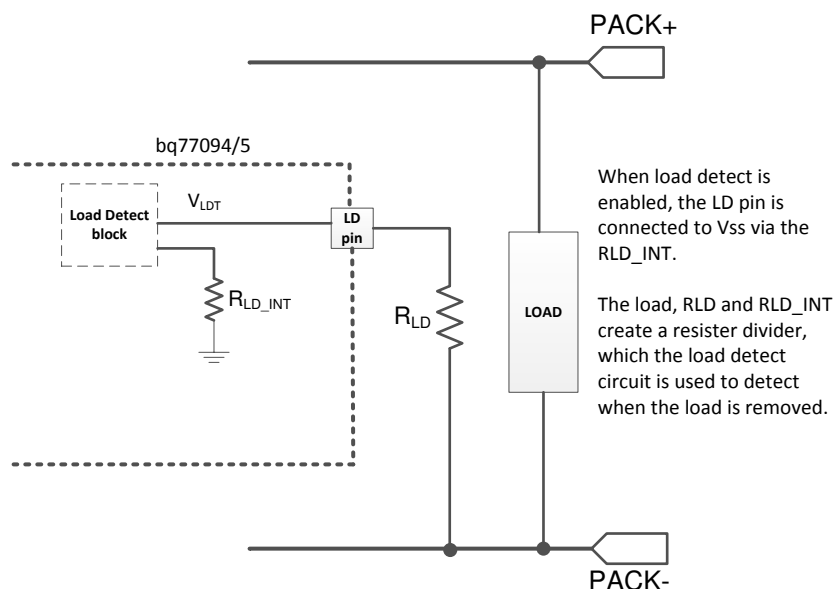 PACK+
bq77094/5
When load detect is
enabled, the LD pin is
connected to Vss via the
RLD_INT.
Load Detect
block
VLDT
LD
pin
RLD_INT
RLD
LOAD
The load, RLD and RLD_INT
create a resister divider,
which the load detect
circuit is used to detect
when the load is removed.
PACK-